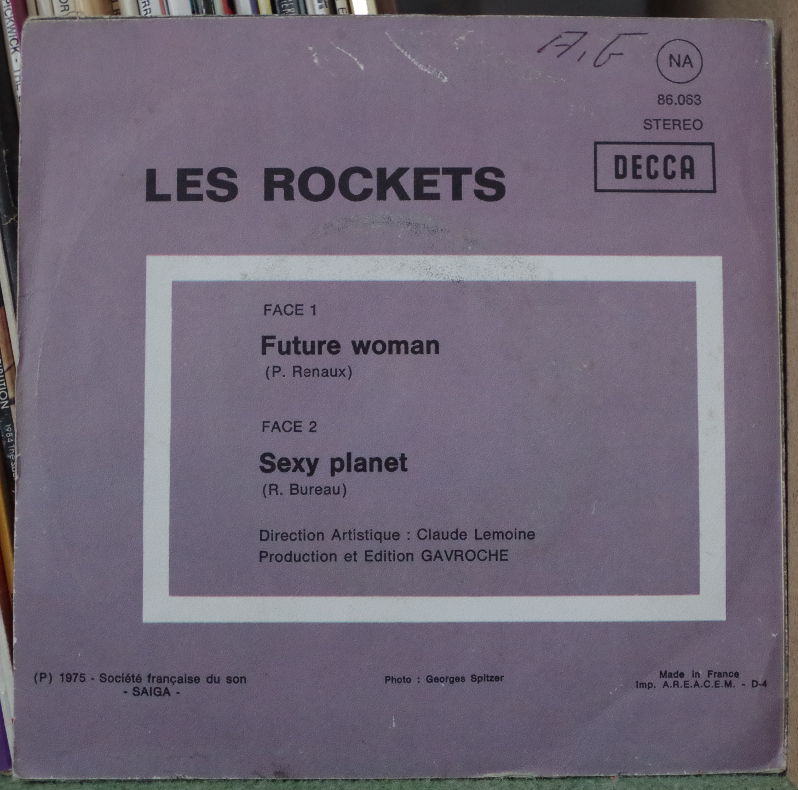 A.G
NA
86.063
STEREO
DECCA
LES ROCKETS
FACE 1
Future woman
(P. Renaux)
FACE 2
Sexy planet
(R. Bureau)
Direction Artistique : Claude Lemoine
Production et Edition GAVROCHE
(P) 1975 - Société française du son
- SAIGA -
Photo : Georges Spitzer
Made in France
Imp. A.R.E.A.C.E.M. - D-4
PICKWICK